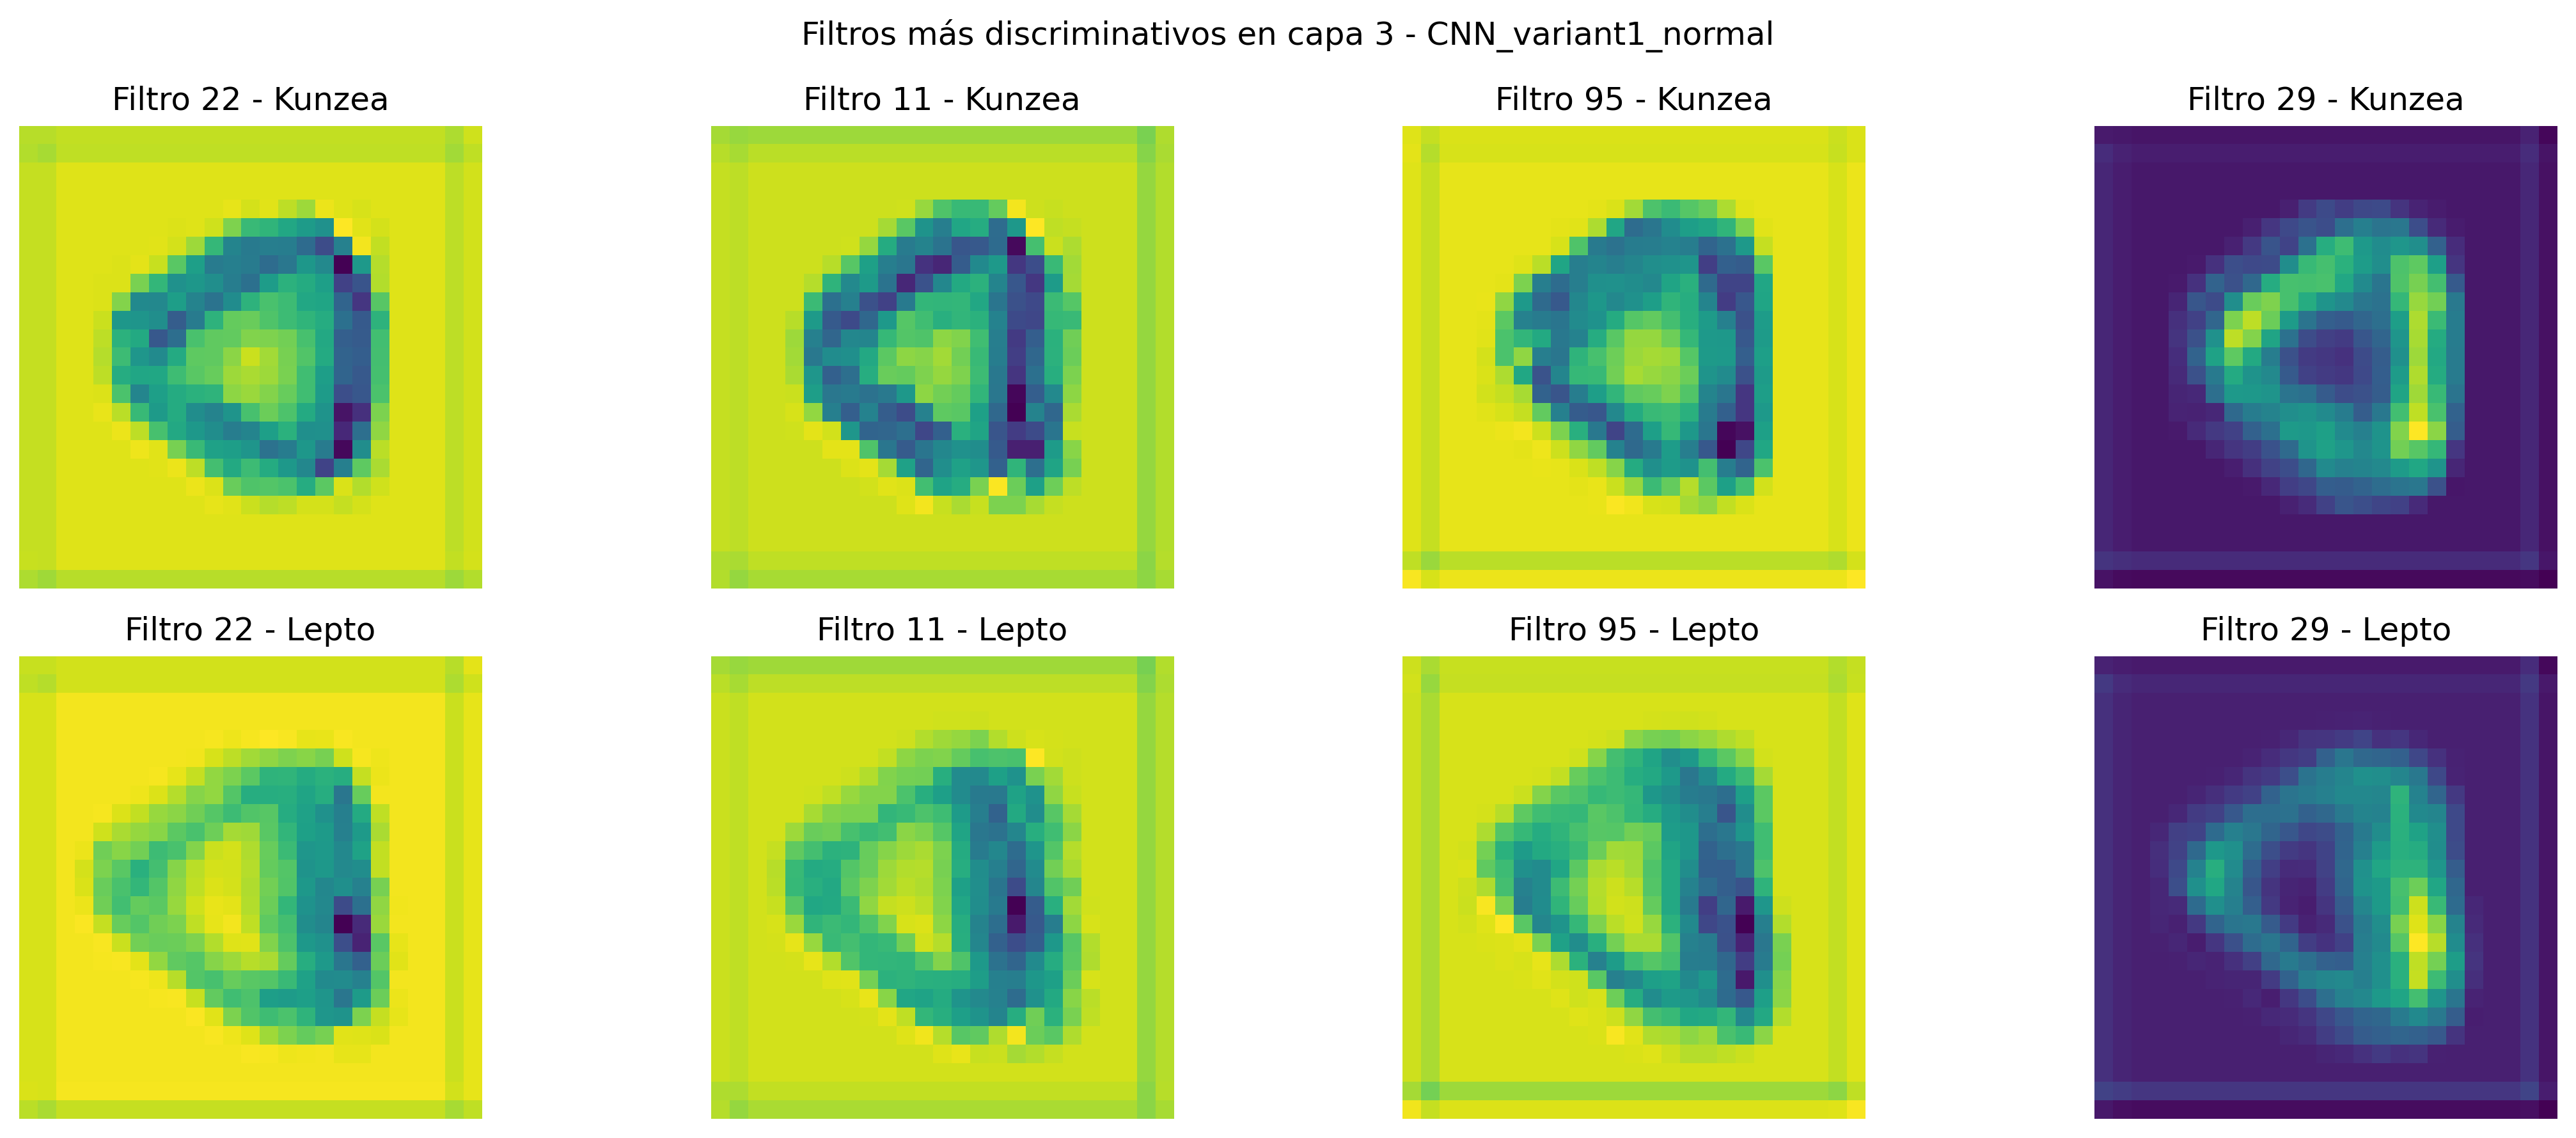 Filtros más discriminativos en capa 3 - CNN_variant1_normal
Filtro 22 - Kunzea
Filtro 11 - Kunzea
Filtro 95 - Kunzea
Filtro 29 - Kunzea
Filtro 22 - Lepto
Filtro 11 - Lepto
Filtro 95 - Lepto
Filtro 29 - Lepto